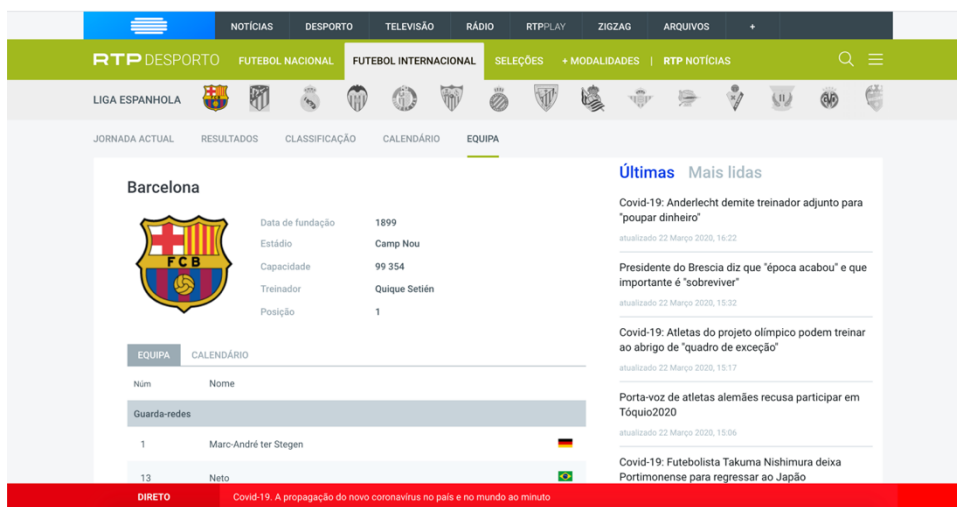 NOTÍCIAS DESPORTO TELEVISÃO RÁDIO RTPPLAY ZIGZAG ARQUIVOS +
RTP DESPORTO FUTEBOL NACIONAL FUTEBOL INTERNACIONAL SELEÇÕES + MODALIDADES | RTP NOTÍCIAS
LIGA ESPANHOLA
JORNADA ACTUAL RESULTADOS CLASSIFICAÇÃO CALENDÁRIO EQUIPA
Barcelona
FCB
Data de fundação 1899
Estádio Camp Nou
Capacidade 99 354
Treinador Quique Setién
Posição 1
EQUIPA CALENDÁRIO
Núm Nome
Guarda-redes
1 Marc-André ter Stegen
13 Neto
Últimas Mais lidas
Covid-19: Anderlecht demite treinador adjunto para
"poupar dinheiro"
atualizado 22 Março 2020, 16:22
Presidente do Brescia diz que "época acabou" e que
importante é "sobreviver"
atualizado 22 Março 2020, 15:32
Covid-19: Atletas do projeto olímpico podem treinar
ao abrigo de "quadro de exceção"
atualizado 22 Março 2020, 15:17
Porta-voz de atletas alemães recusa participar em
Tóquio2020
atualizado 22 Março 2020, 15:06
Covid-19: Futebolista Takuma Nishimura deixa
Portimonense para regressar ao Japão
DIRETO Covid-19. A propagação do novo coronavírus no país e no mundo ao minuto